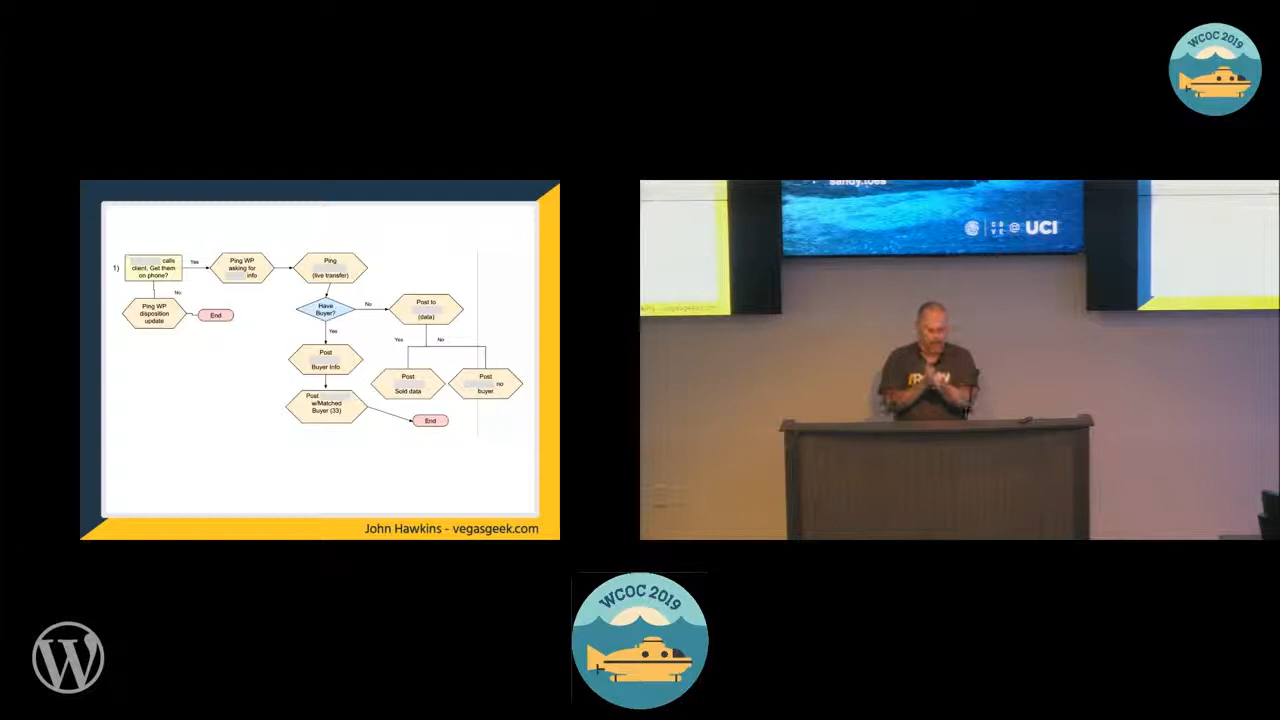 WCOC 2019
sandy.toes
@ UCI
1)
calls
client. Get them
on phone?
Yes
Ping WP
asking for
info
Ping
(live transfer)
No
Ping WP
disposition
update
End
Have
Buyer?
No
Post to
(data)
Yes
Yes
No
Post
Buyer Info
Post
Sold data
Post
no
buyer
Post
w/Matched
Buyer (33)
End
John Hawkins - vegasgeek.com
WCOC 2019
W